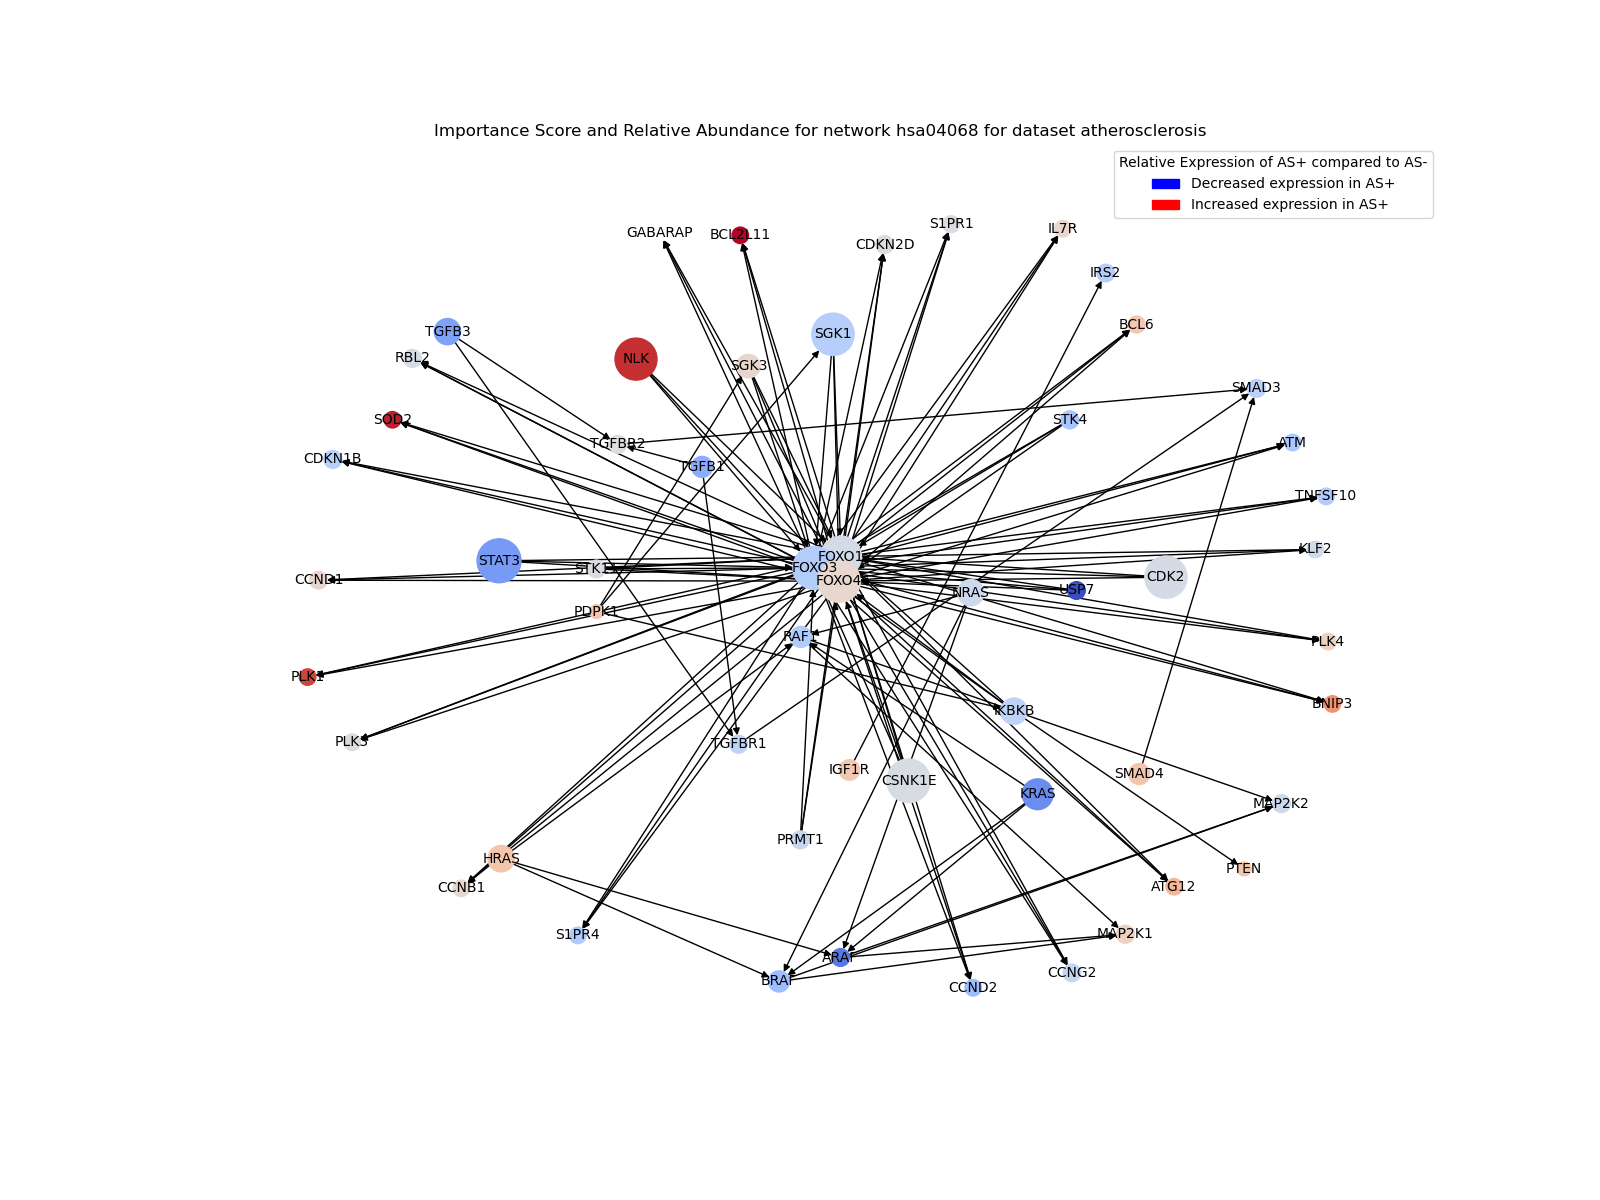 Importance Score and Relative Abundance for network hsa04068 for dataset atherosclerosis
Relative Expression of AS+ compared to AS-
Decreased expression in AS+
Increased expression in AS+
S1PR1
IL7R
GABARAP
BCL2L11
CDKN2D
IRS2
BCL6
TGFB3
SGK1
RBL2
NLK
SGK3
SMAD3
SOD2
STK4
TGFBR2
ATM
CDKN1B
TGFB1
TNFSF10
KLF2
FOXO1
STAT3
FOXO3
STK11
CDK2
CCND1
FOXO4
USP7
NRAS
PDPK1
RAF1
PLK4
PLK1
BNIP3
IKBKB
PLK3
TGFBR1
IGF1R
SMAD4
CSNK1E
KRAS
MAP2K2
PRMT1
HRAS
PTEN
CCNB1
ATG12
S1PR4
MAP2K1
ARAF
CCNG2
BRAF
CCND2